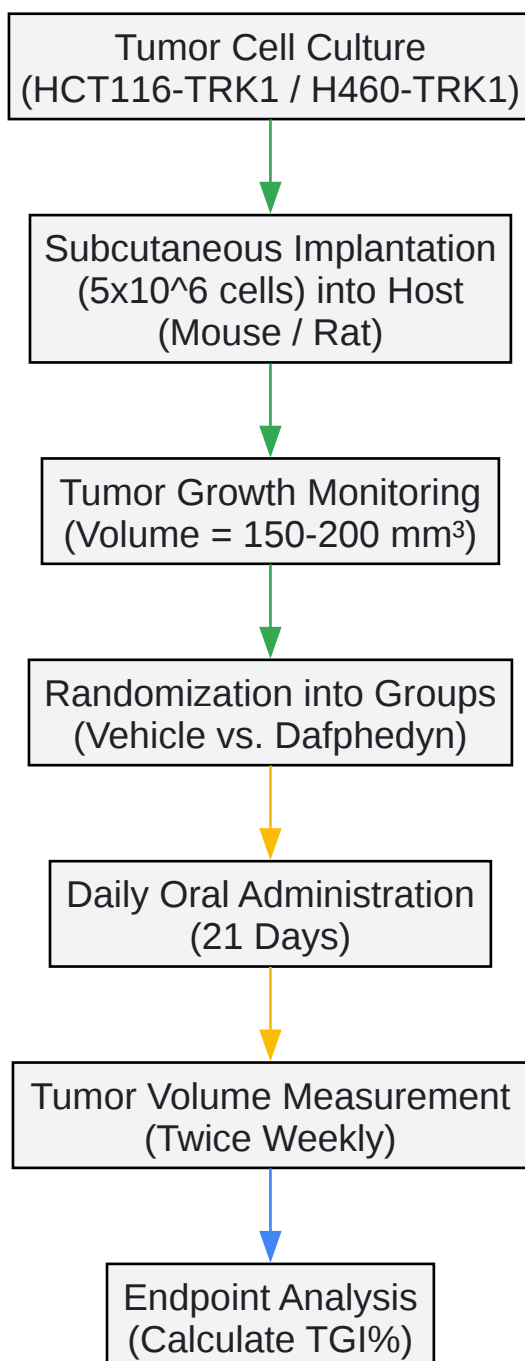 Tumor Cell Culture
(HCT116-TRK1 / H460-TRK1)
Subcutaneous Implantation
(5x10^6 cells) into Host
(Mouse / Rat)
Tumor Growth Monitoring
(Volume = 150-200 mm³)
Randomization into Groups
(Vehicle vs. Dafphedyn)
Daily Oral Administration
(21 Days)
Tumor Volume Measurement
(Twice Weekly)
Endpoint Analysis
(Calculate TGI%)